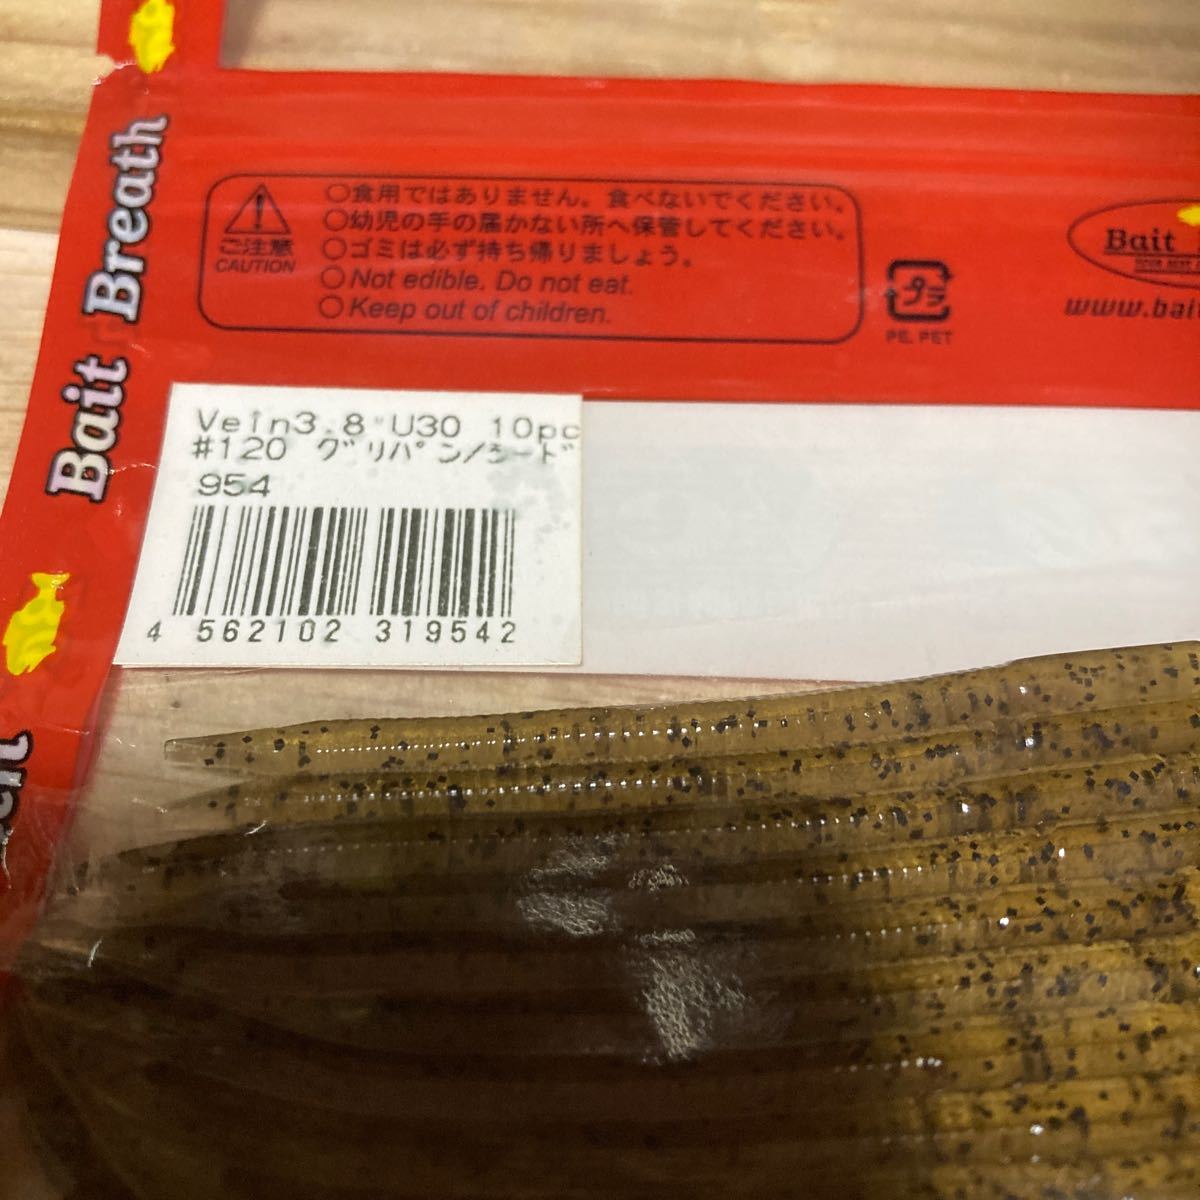 Bait Breath
○食用ではありません。食べないでください。
○幼児の手の届かない所へ保管してください。
○ゴミは必ず持ち帰りましょう。
○Not edible. Do not eat.
○Keep out of children.
ご注意
CAUTION
プラ
PE, PET
Bait
www.bait
Vein3.8"U30 10pc
#120 グリパン/シード
954
4 562102 319542